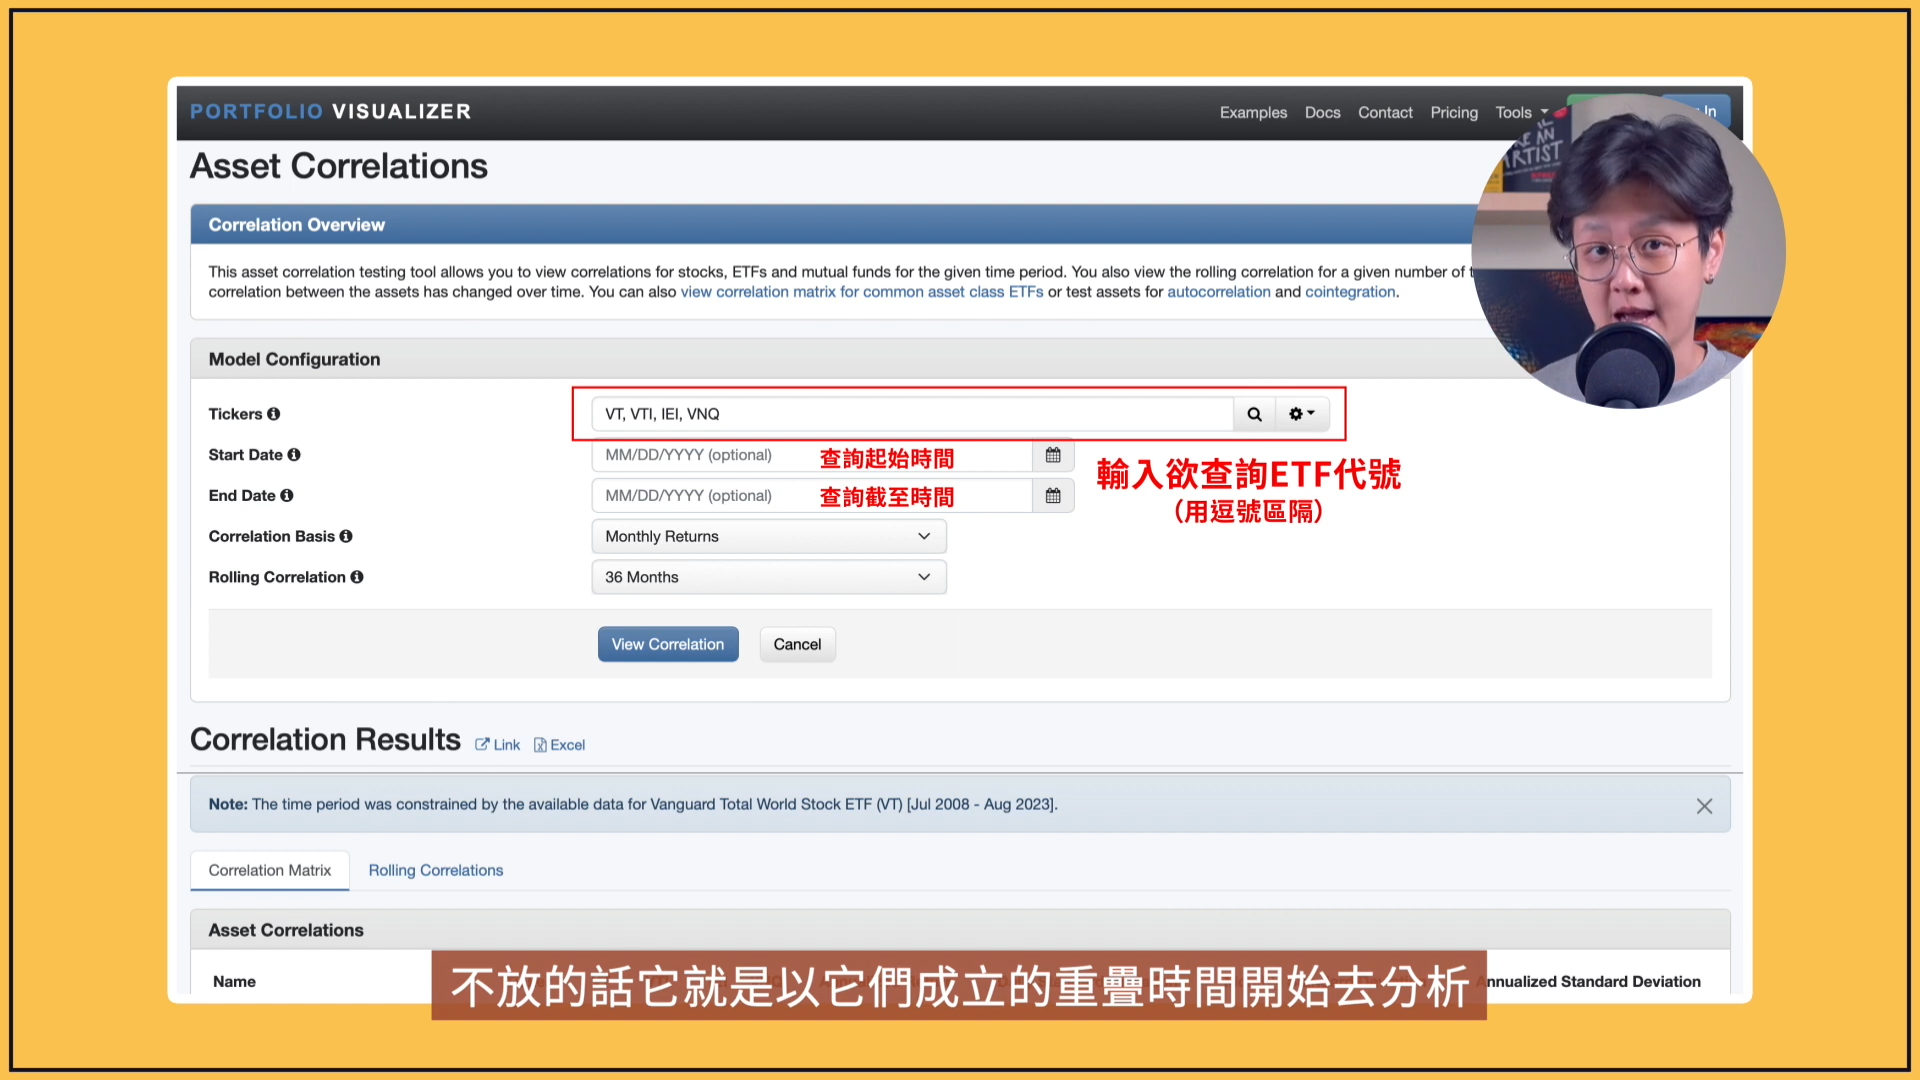 PORTFOLIO VISUALIZER
Examples Docs Contact Pricing Tools
In
AN
ARTIST
Asset Correlations
Correlation Overview
This asset correlation testing tool allows you to view correlations for stocks, ETFs and mutual funds for the given time period. You also view the rolling correlation for a given number of
correlation between the assets has changed over time. You can also view correlation matrix for common asset class ETFs or test assets for autocorrelation and cointegration.
Model Configuration
Tickers VT, VTI, IEI, VNQ
Start Date MM/DD/YYYY (optional) 查詢起始時間
End Date MM/DD/YYYY (optional) 查詢截至時間
輸入欲查詢ETF代號
（用逗號區隔）
Correlation Basis Monthly Returns
Rolling Correlation 36 Months
View Correlation Cancel
Correlation Results Link Excel
Note: The time period was constrained by the available data for Vanguard Total World Stock ETF (VT) [Jul 2008 - Aug 2023].
Correlation Matrix Rolling Correlations
Asset Correlations
Name
nnualized Standard Deviation
不放的話它就是以它們成立的重疊時間開始去分析